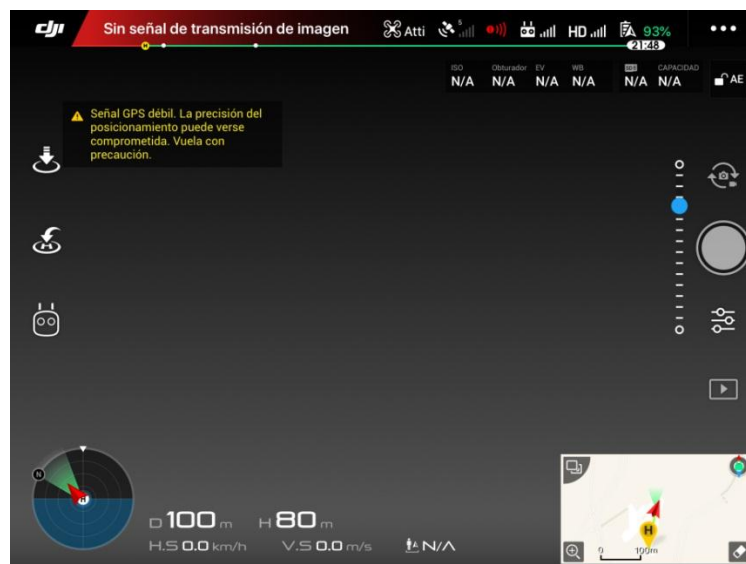 dji
Sin señal de transmisión de imagen
Atti
5
HD
93%
21:48
ISO
N/A
Obturador
N/A
EV
N/A
WB
N/A
N/A
CAPACIDAD
N/A
AE
Señal GPS débil. La precisión del
posicionamiento puede verse
comprometida. Vuela con
precaución.
H
N
H
D 100 m
H 80 m
H.S 0.0 km/h
V.S 0.0 m/s
N/A
H
0
100m